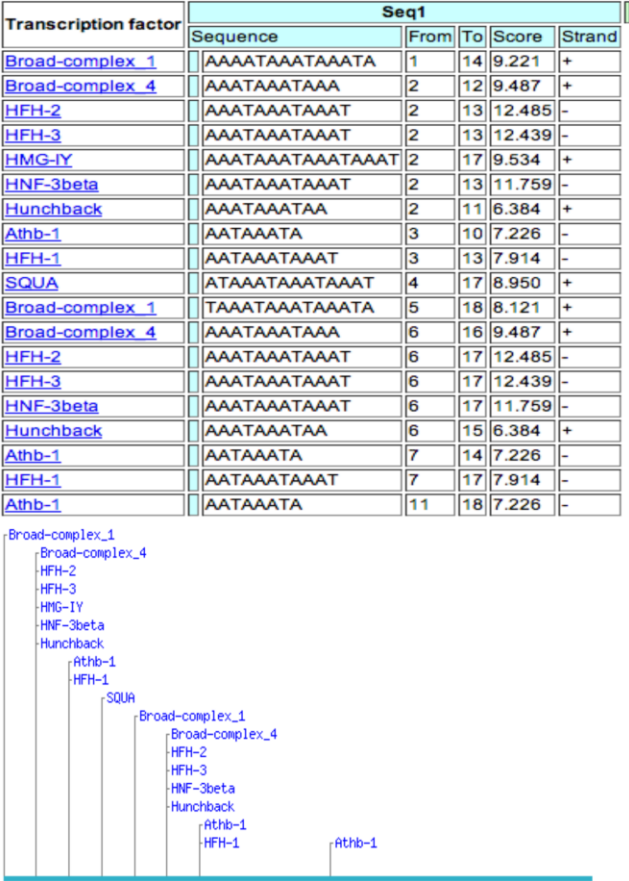 Transcription factor Seq1
Sequence From To Score Strand
Broad-complex_1 AAAATAAATAAATA 1 14 9.221 +
Broad-complex_4 AAATAAATAAA 2 12 9.487 +
HFH-2 AAATAAATAAAT 2 13 12.485 -
HFH-3 AAATAAATAAAT 2 13 12.439 -
HMG-IY AAATAAATAAATAAAT 2 17 9.534 +
HNF-3beta AAATAAATAAAT 2 13 11.759 -
Hunchback AAATAAATAA 2 11 6.384 +
Athb-1 AATAAATA 3 10 7.226 -
HFH-1 AATAAATAAAT 3 13 7.914 -
SQUA ATAAATAAATAAAT 4 17 8.950 +
Broad-complex_1 TAAATAAATAAATA 5 18 8.121 +
Broad-complex_4 AAATAAATAAA 6 16 9.487 +
HFH-2 AAATAAATAAAT 6 17 12.485 -
HFH-3 AAATAAATAAAT 6 17 12.439 -
HNF-3beta AAATAAATAAAT 6 17 11.759 -
Hunchback AAATAAATAA 6 15 6.384 +
Athb-1 AATAAATA 7 14 7.226 -
HFH-1 AATAAATAAAT 7 17 7.914 -
Athb-1 AATAAATA 11 18 7.226 -
Broad-complex_1
Broad-complex_4
HFH-2
HFH-3
HMG-IY
HNF-3beta
Hunchback
Athb-1
HFH-1
SQUA
Broad-complex_1
Broad-complex_4
HFH-2
HFH-3
HNF-3beta
Hunchback
Athb-1
HFH-1 Athb-1